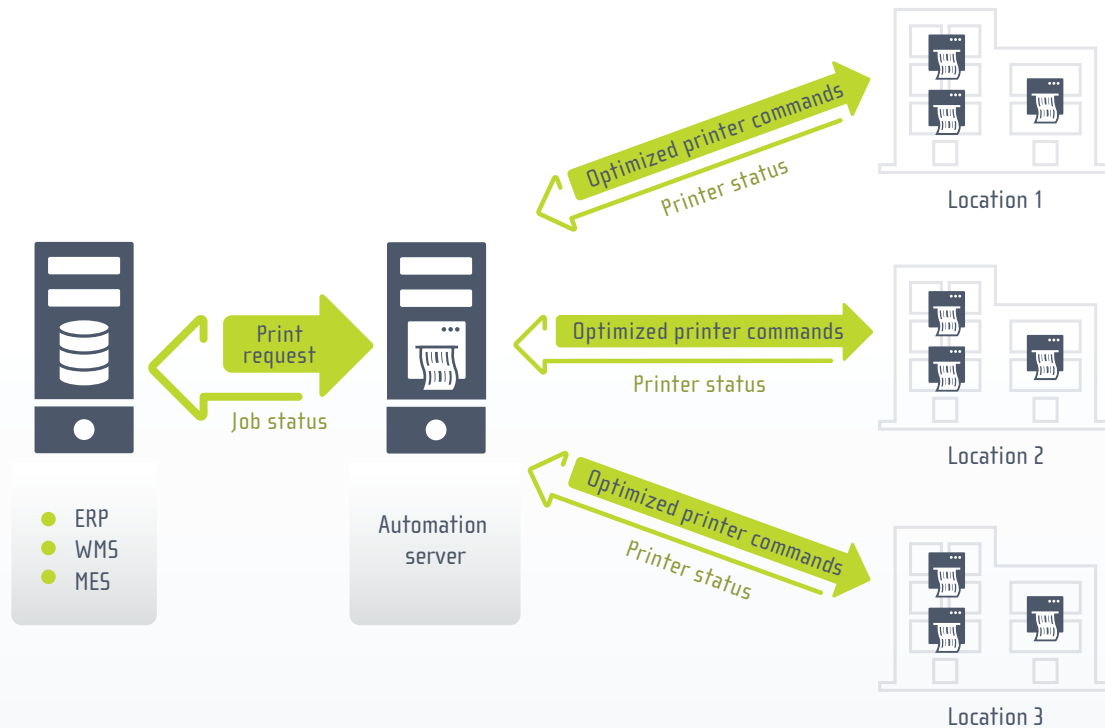 Optimized printer commands
Printer status
Location 1
Print
request
Job status
Optimized printer commands
Printer status
Location 2
ERP
WMS
MES
Automation
server
Optimized printer commands
Printer status
Location 3